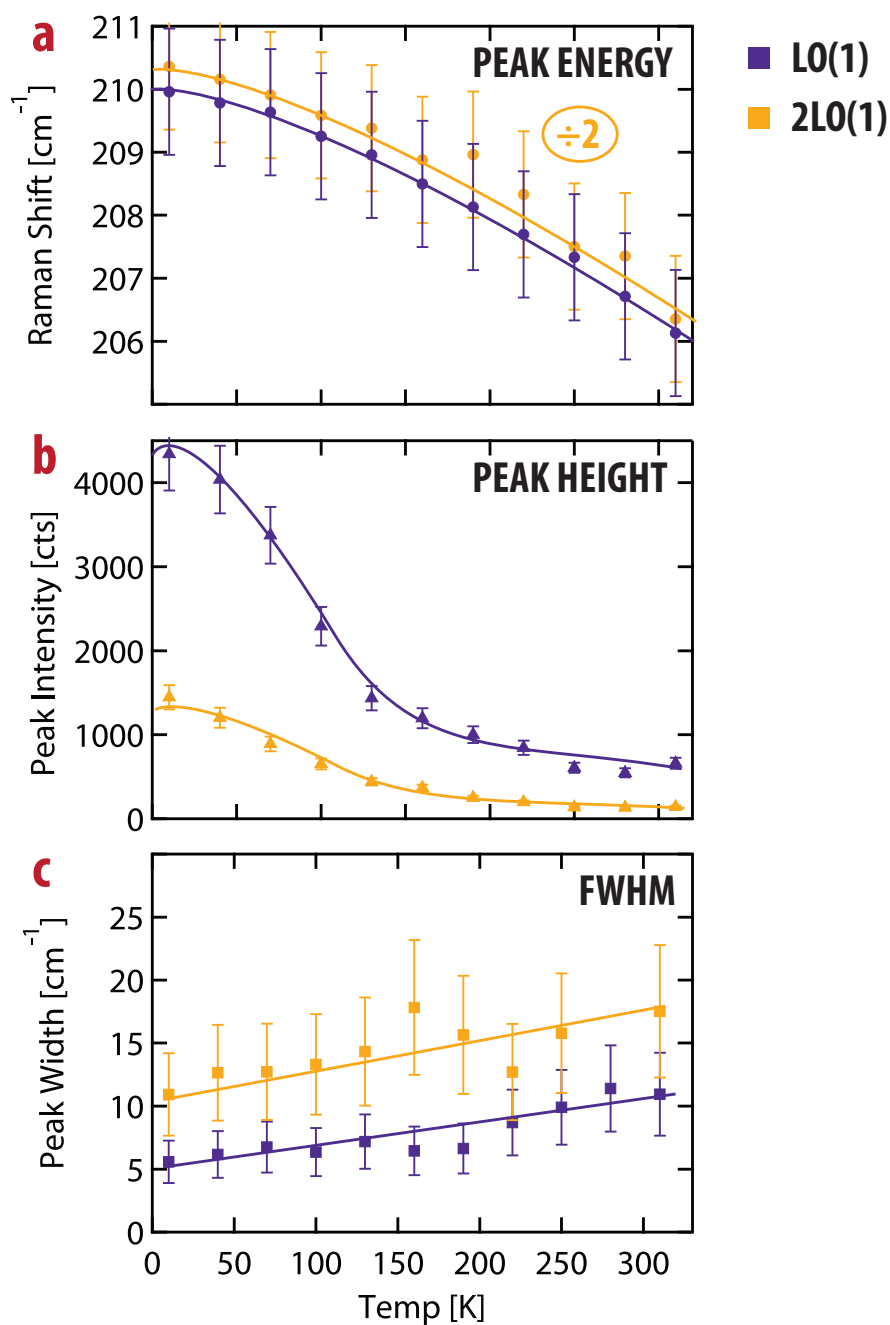 a
PEAK ENERGY
LO(1)
2LO(1)
÷2
Raman Shift [cm⁻¹]
211
210
209
208
207
206
b
PEAK HEIGHT
Peak Intensity [cts]
4000
3000
2000
1000
0
c
FWHM
Peak Width [cm⁻¹]
25
20
15
10
5
0
0 50 100 150 200 250 300
Temp [K]